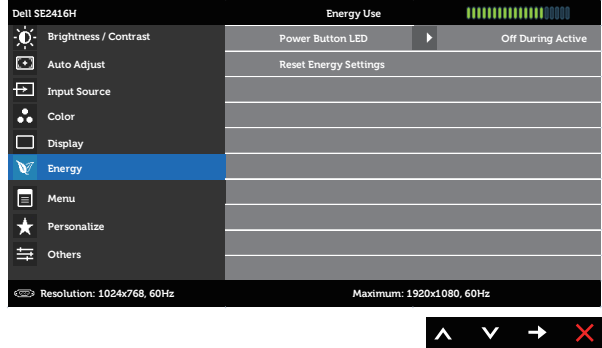 Dell SE2416H Energy Use
Brightness / Contrast Power Button LED Off During Active
Auto Adjust Reset Energy Settings
Input Source
Color
Display
Energy
Menu
Personalize
Others
Resolution: 1024x768, 60Hz Maximum: 1920x1080, 60Hz